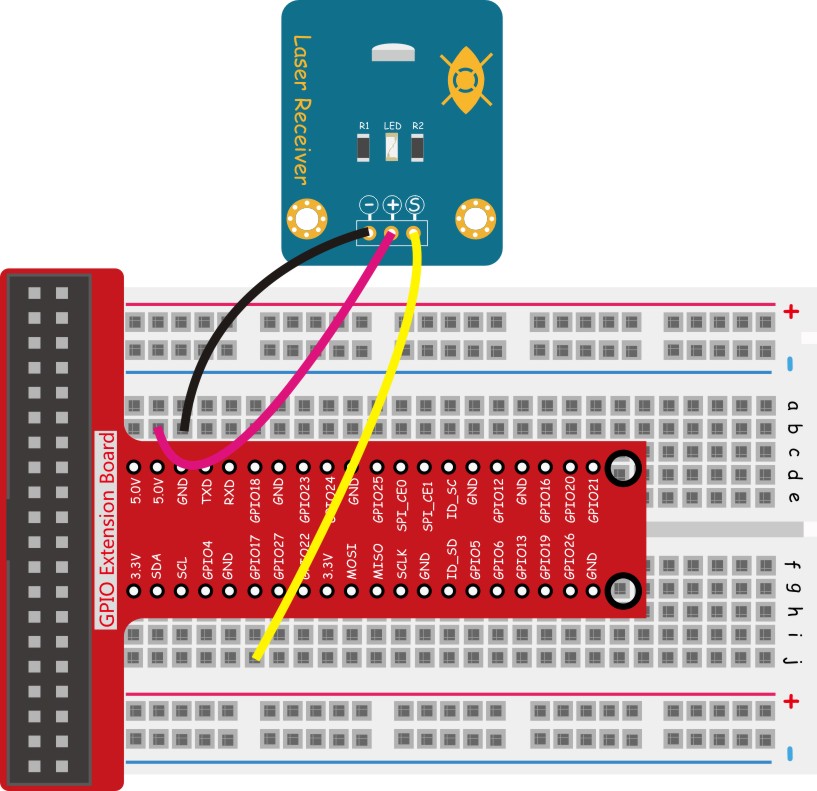 Laser Receiver
R1 LED R2
- + S
+
-
a
b
c
d
e
GPIO Extension Board
5.0V 5.0V GND TXD RXD GPIO18 GND GPIO23 GPIO24 GND GPIO25 SPI_CE0 SPI_CE1 ID_SC GND GPIO12 GND GPIO16 GPIO20 GPIO21
3.3V SDA SCL GPIO4 GND GPIO17 GPIO27 GPIO22 3.3V MOSI MISO SCLK GND ID_SD GPIO5 GPIO6 GPIO13 GPIO19 GPIO26 GND
f
g
h
i
j
+
-